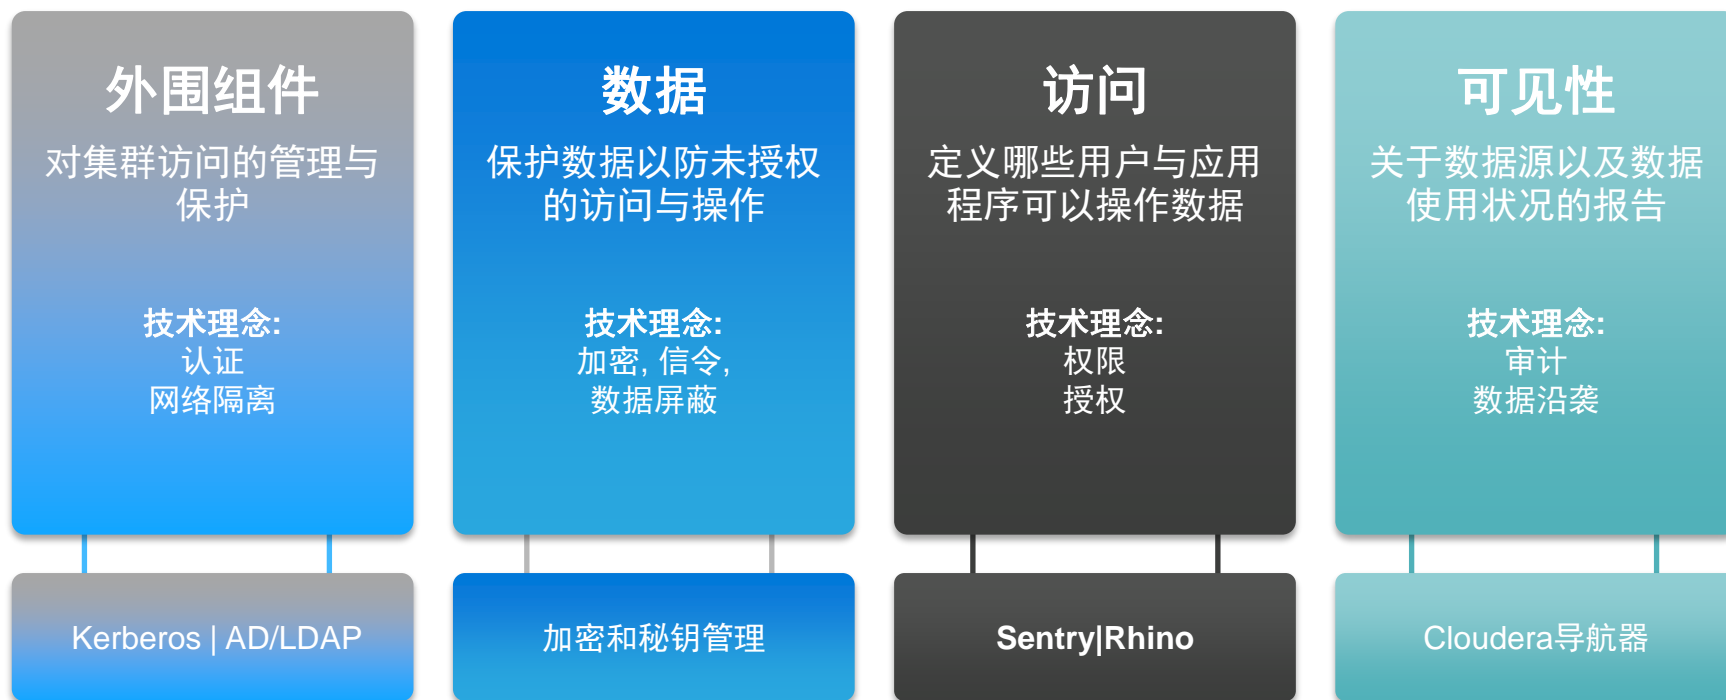 外围组件
对集群访问的管理与
保护
技术理念:
认证
网络隔离
Kerberos | AD/LDAP
数据
保护数据以防未授权
的访问与操作
技术理念:
加密, 信令,
数据屏蔽
加密和秘钥管理
访问
定义哪些用户与应用
程序可以操作数据
技术理念:
权限
授权
Sentry|Rhino
可见性
关于数据源以及数据
使用状况的报告
技术理念:
审计
数据沿袭
Cloudera导航器